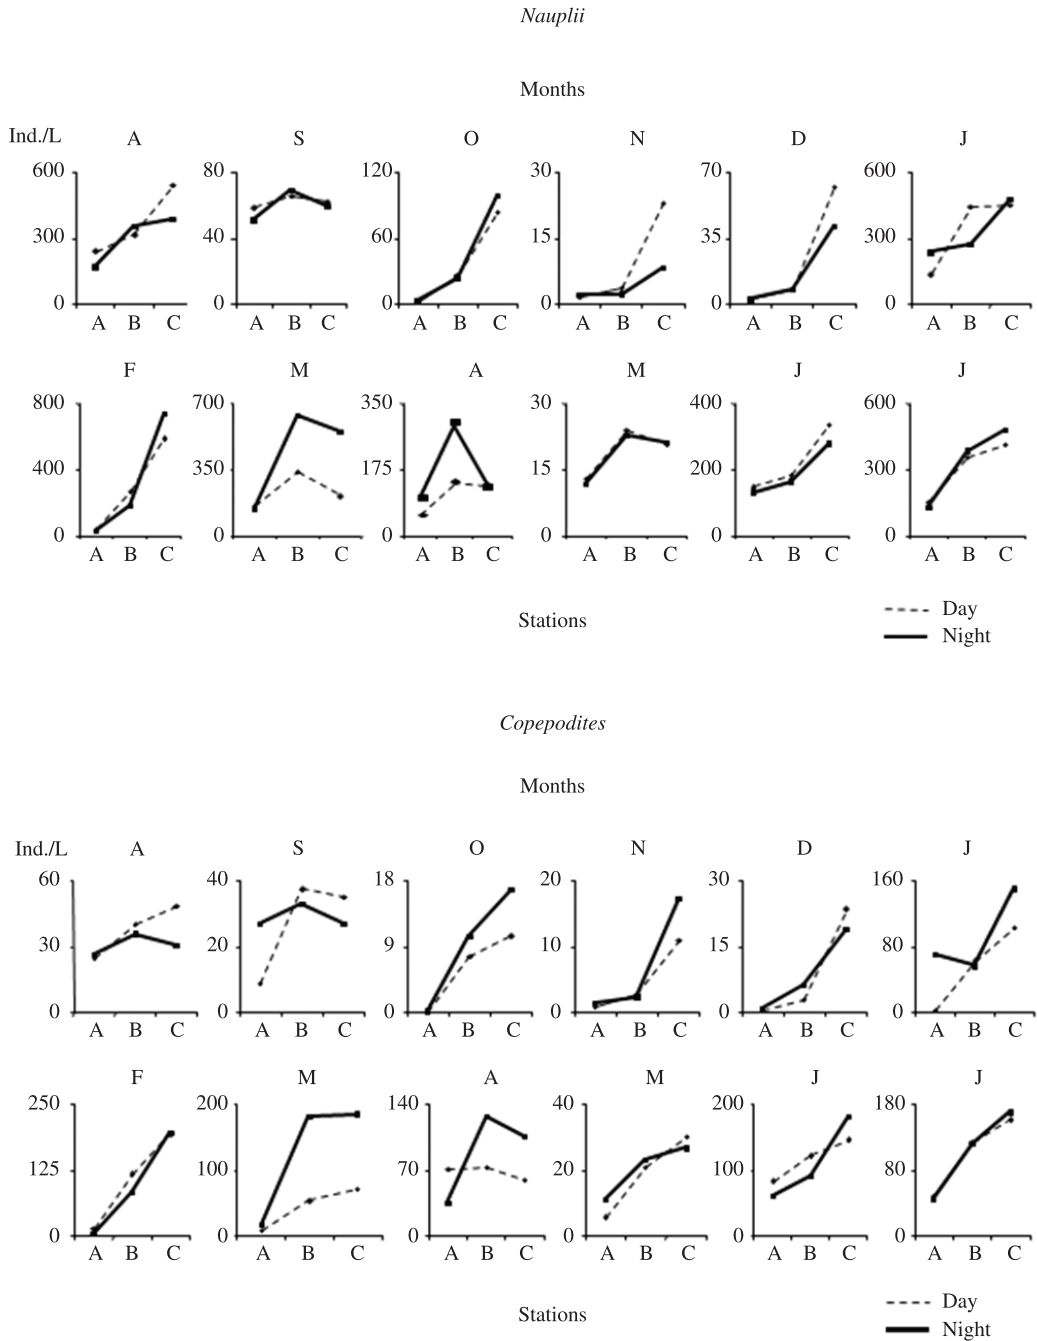 Nauplii
Months
Ind./L A S O N D J
600 80 120 30 70 600
300 40 60 15 35 300
0 0 0 0 0 0
A B C A B C A B C A B C A B C A B C
F M A M J J
800 700 350 30 400 600
400 350 175 15 200 300
0 0 0 0 0 0
A B C A B C A B C A B C A B C A B C
Stations
Day
Night
Copepodites
Months
Ind./L A S O N D J
60 40 18 20 30 160
30 20 9 10 15 80
0 0 0 0 0 0
A B C A B C A B C A B C A B C A B C
F M A M J J
250 200 140 40 200 180
125 100 70 20 100 80
0 0 0 0 0 0
A B C A B C A B C A B C A B C A B C
Stations
Day
Night